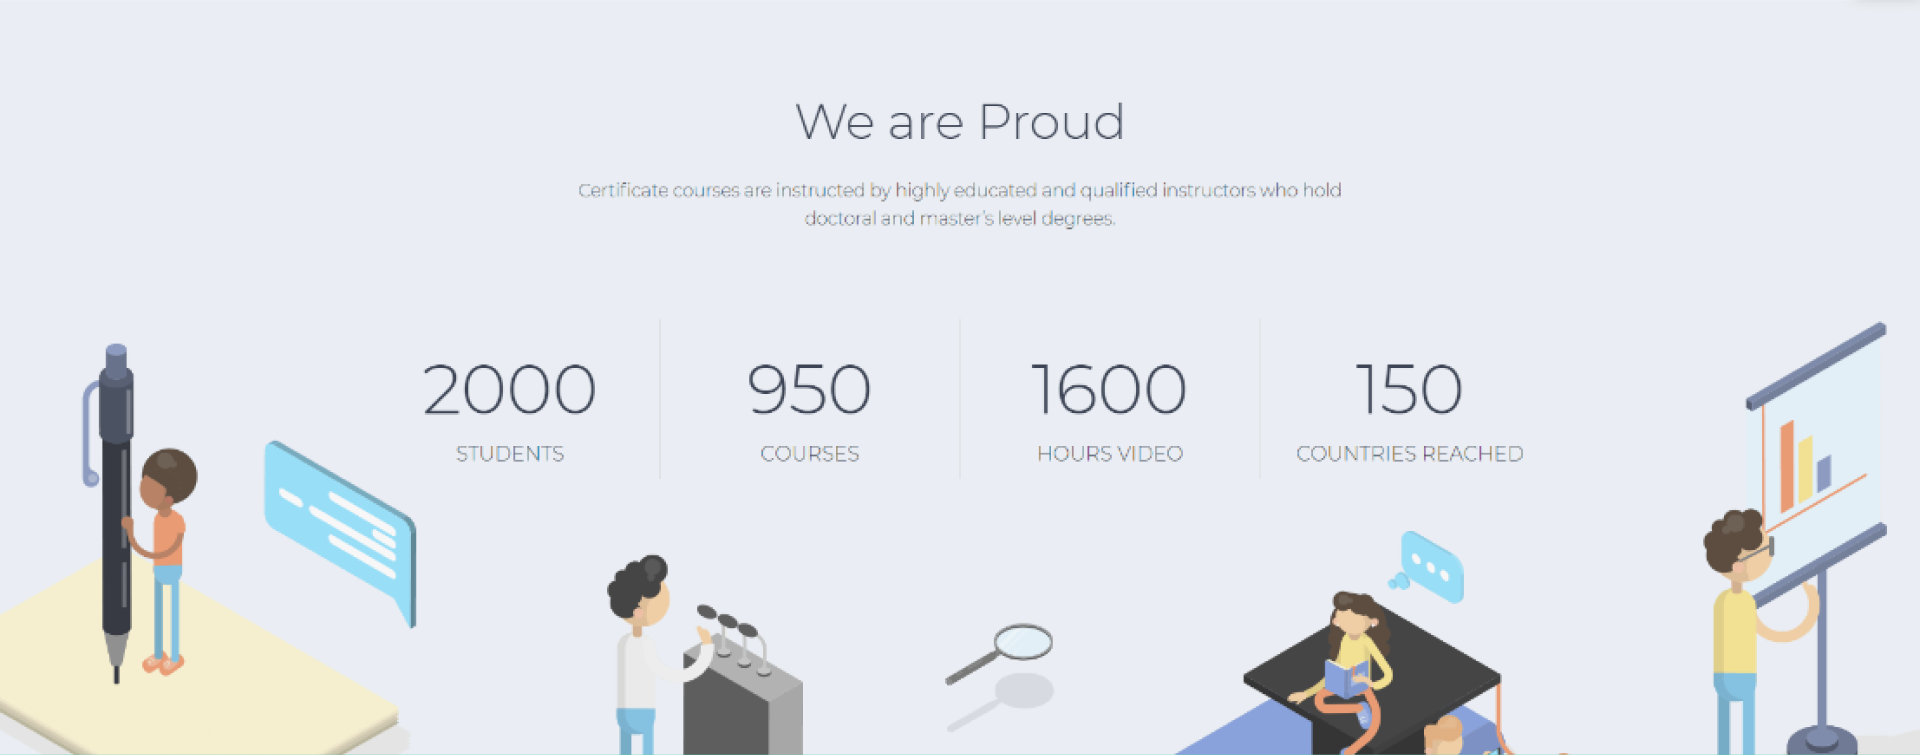 We are Proud
Certificate courses are instructed by highly educated and qualified instructors who hold
doctoral and master's level degrees.
2000
950
1600
150
STUDENTS
COURSES
HOURS VIDEO
COUNTRIES REACHED